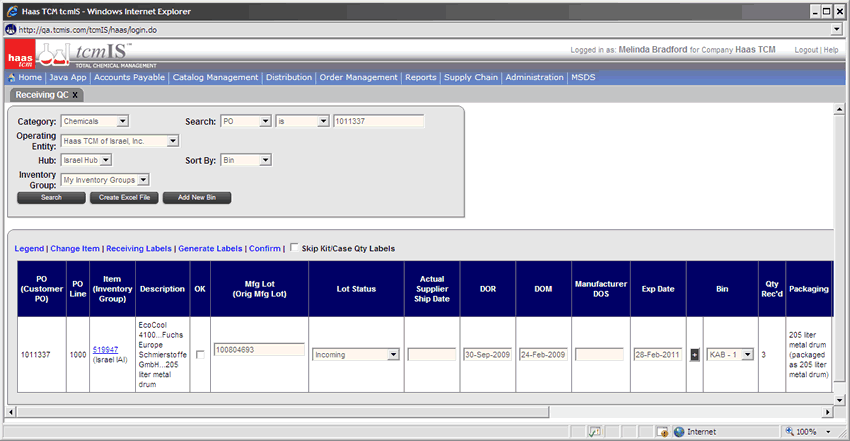 Haas TCM tcmIS - Windows Internet Explorer
http://qa.tcmis.com/tcmIS/haas/login.do
haas tcm tcmIS™ TOTAL CHEMICAL MANAGEMENT
Logged in as: Melinda Bradford for Company Haas TCM Logout | Help
Home | Java App | Accounts Payable | Catalog Management | Distribution | Order Management | Reports | Supply Chain | Administration | MSDS
Receiving QC X
Category: Chemicals Search: PO is 1011337
Operating
Entity: Haas TCM of Israel, Inc.
Hub: Israel Hub Sort By: Bin
Inventory
Group: My Inventory Groups
Search Create Excel File Add New Bin
Legend | Change Item | Receiving Labels | Generate Labels | Confirm | Skip Kit/Case Qty Labels
PO
(Customer
PO)
PO
Line
Item
(Inventory
Group)
Description
OK
Mfg Lot
(Orig Mfg Lot)
Lot Status
Actual
Supplier
Ship Date
DOR
DOM
Manufacturer
DOS
Exp Date
Bin
Qty
Rec'd
Packaging
1011337
1000
519947
(Israel IAI)
EcoCool
4100...Fuchs
Europe
Schmierstoffe
GmbH...205
liter metal
drum
100804693
Incoming
30-Sep-2009
24-Feb-2009
28-Feb-2011
+
KAB - 1
3
205 liter
metal drum
(packaged
as 205 liter
metal drum)
Internet
100%